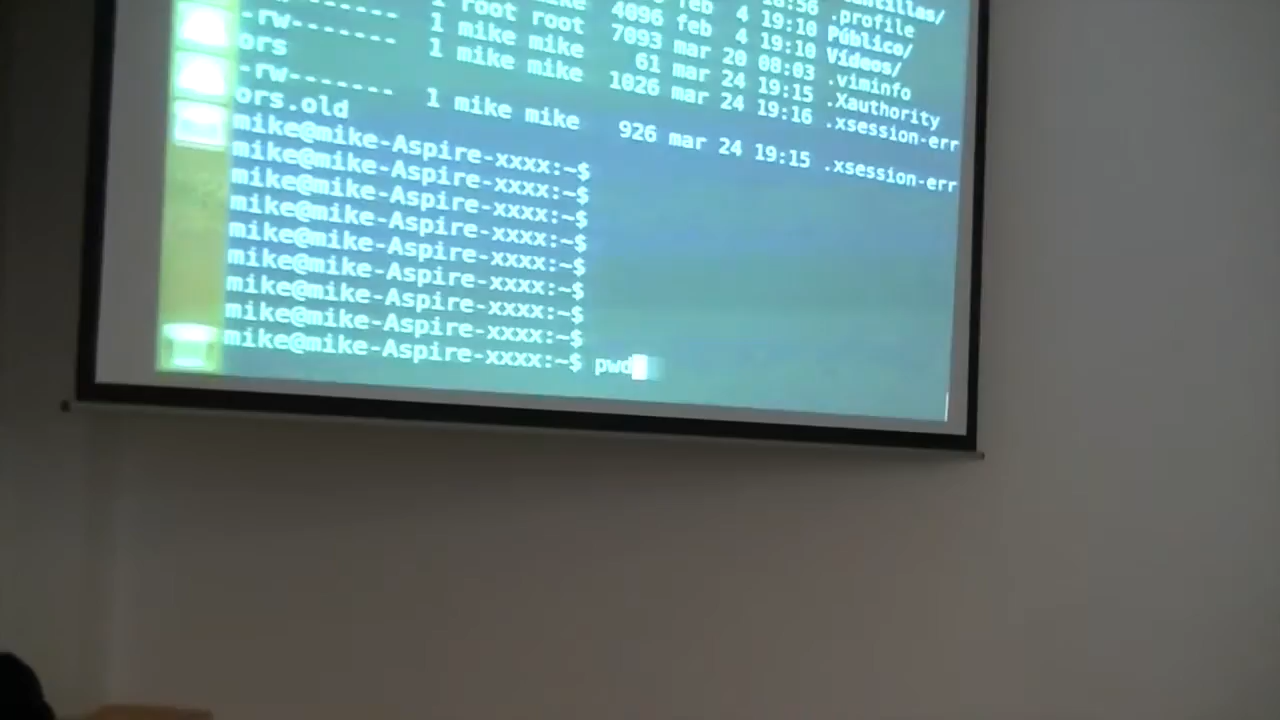 56 .profile
1 root root 4096 feb 4 19:10 Público/
-rw------- 1 mike mike 7093 mar 20 08:03 Vídeos/
ors 61 mar 24 19:15 .viminfo
-rw------- 1 mike mike 1026 mar 24 19:16 .Xauthority
ors.old .xsession-err
1 mike mike 926 mar 24 19:15 .xsession-err
mike@mike-Aspire-xxxx:~$
mike@mike-Aspire-xxxx:~$
mike@mike-Aspire-xxxx:~$
mike@mike-Aspire-xxxx:~$
mike@mike-Aspire-xxxx:~$
mike@mike-Aspire-xxxx:~$
mike@mike-Aspire-xxxx:~$
mike@mike-Aspire-xxxx:~$
mike@mike-Aspire-xxxx:~$ pwd